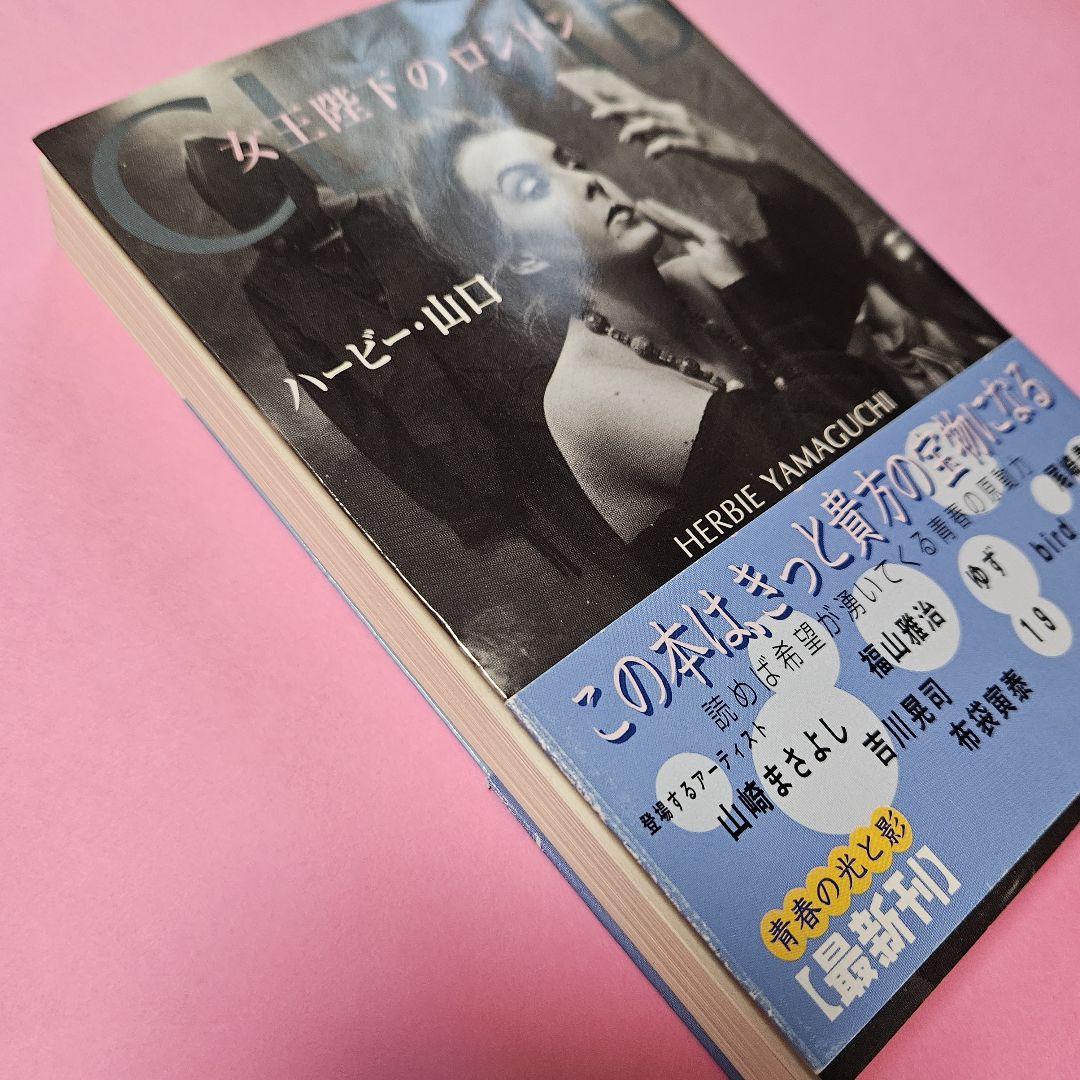 女王陛下のロンドン
ハービー・山口
HERBIE YAMAGUCHI
この本は、きっと貴方の宝物になる
読めば希望が湧いてくる青春の
登場するアーティスト
山崎まさよし
福山雅治
ゆず
bird
吉川晃司
19
布袋寅泰
青春の光と影
【最新刊】